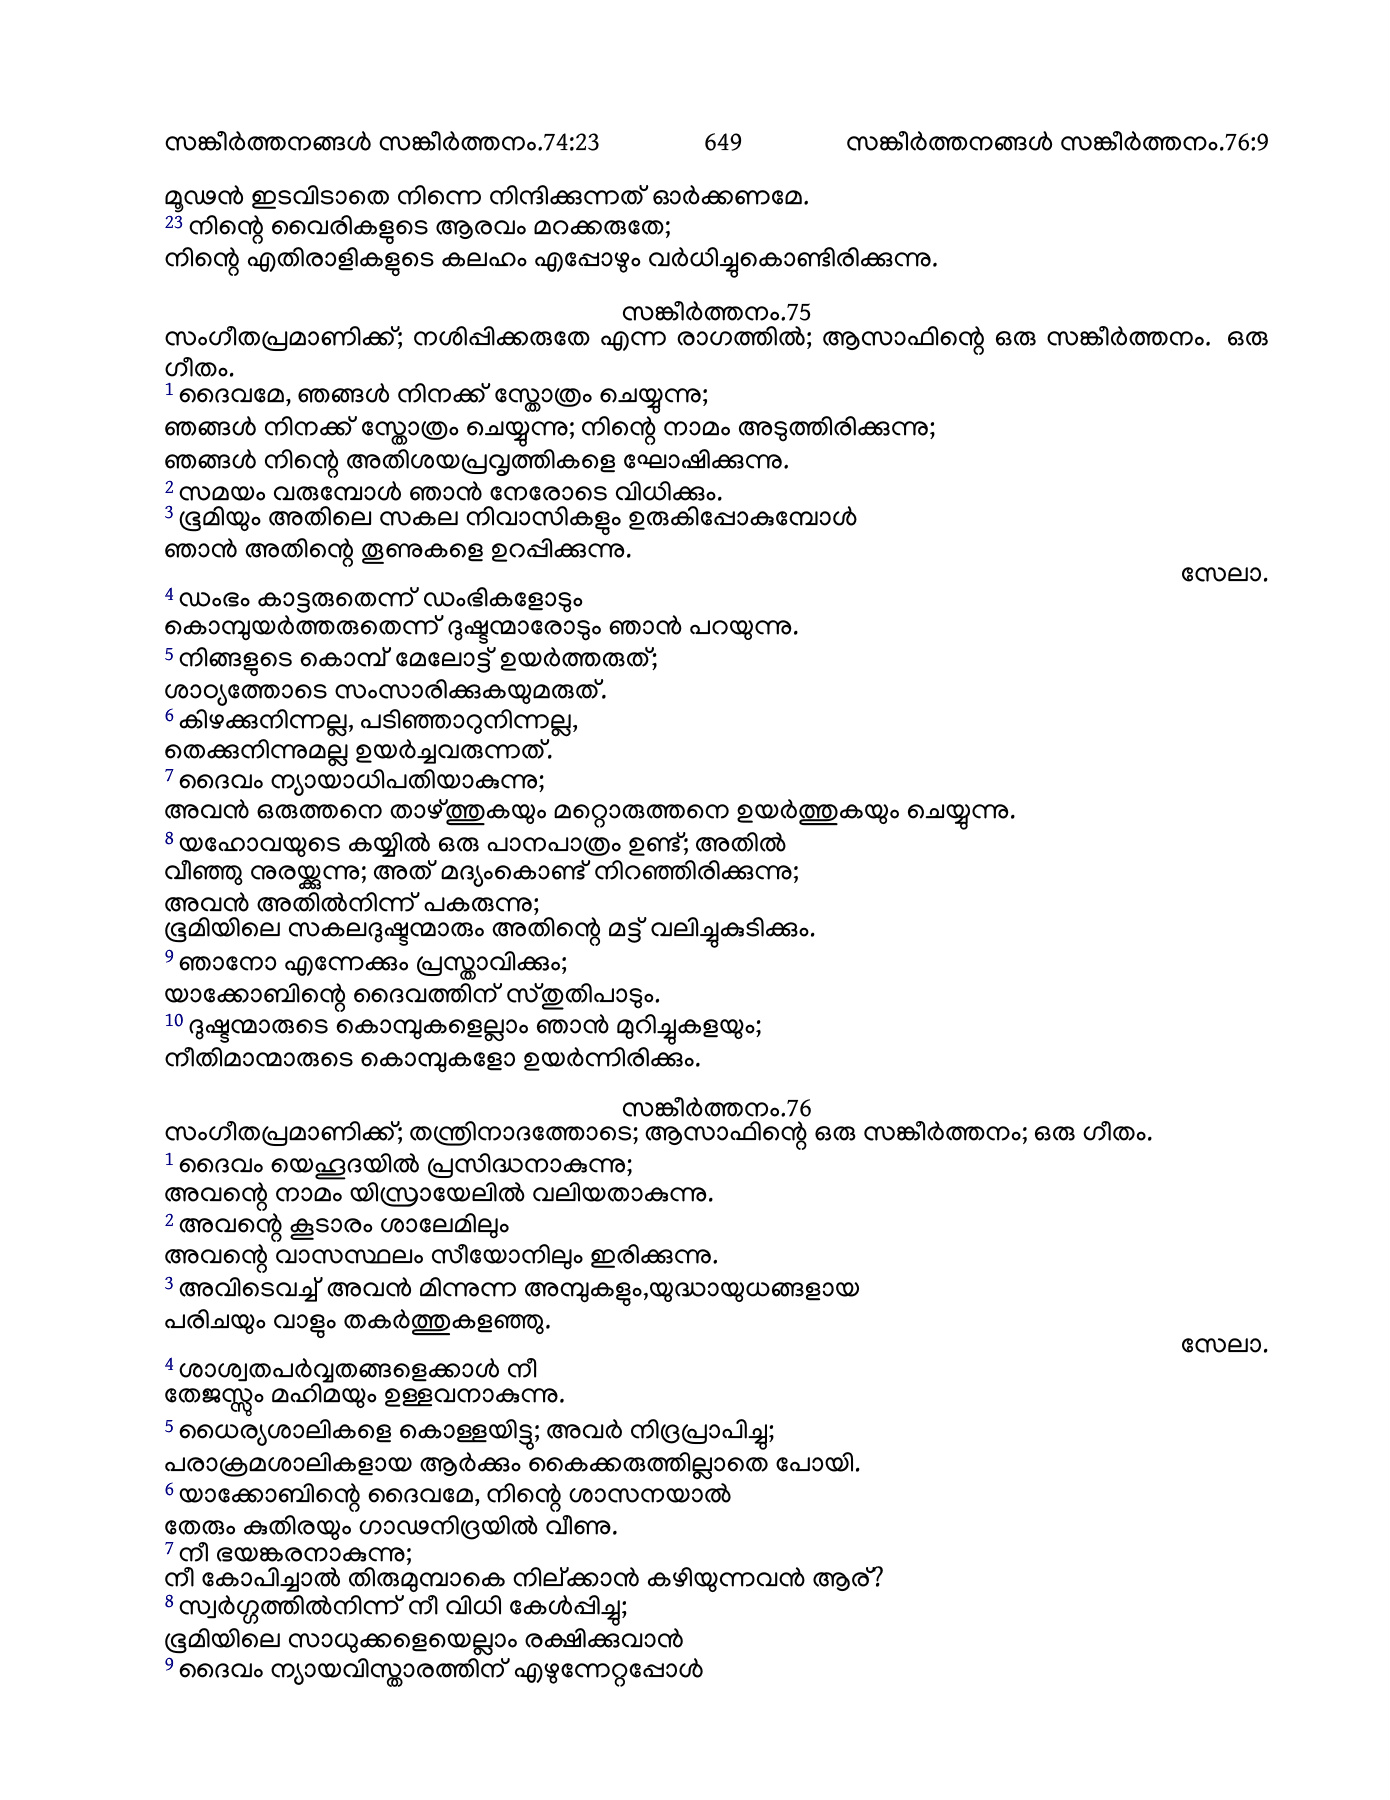 സങ്കീർത്തനങ്ങൾ സങ്കീർത്തനം.74:23 649 സങ്കീർത്തനങ്ങൾ സങ്കീർത്തനം.76:9
മൂഢൻ ഇടവിടാതെ നിന്നെ നിന്ദിക്കുന്നത് ഓർക്കണമേ.
23 നിന്റെ വൈരികളുടെ ആരവം മറക്കരുതേ;
നിന്റെ എതിരാളികളുടെ കലഹം എപ്പോഴും വർധിച്ചുകൊണ്ടിരിക്കുന്നു.
സങ്കീർത്തനം.75
സംഗീതപ്രമാണിക്ക്; നശിപ്പിക്കരുതേ എന്ന രാഗത്തിൽ; ആസാഫിന്റെ ഒരു സങ്കീർത്തനം. ഒരു
ഗീതം.
1 ദൈവമേ, ഞങ്ങൾ നിനക്ക് സ്തോത്രം ചെയ്യുന്നു;
ഞങ്ങൾ നിനക്ക് സ്തോത്രം ചെയ്യുന്നു; നിന്റെ നാമം അടുത്തിരിക്കുന്നു;
ഞങ്ങൾ നിന്റെ അതിശയപ്രവൃത്തികളെ ഘോഷിക്കുന്നു.
2 സമയം വരുമ്പോൾ ഞാൻ നേരോടെ വിധിക്കും.
3 ഭൂമിയും അതിലെ സകല നിവാസികളും ഉരുകിപ്പോകുമ്പോൾ
ഞാൻ അതിന്റെ തൂണുകളെ ഉറപ്പിക്കുന്നു.
സേലാ.
4 ഡംഭം കാട്ടരുതെന്ന് ഡംഭികളോടും
കൊമ്പുയർത്തരുതെന്ന് ദുഷ്ടന്മാരോടും ഞാൻ പറയുന്നു.
5 നിങ്ങളുടെ കൊമ്പ് മേലോട്ട് ഉയർത്തരുത്;
ശാഠ്യത്തോടെ സംസാരിക്കുകയുമരുത്.
6 കിഴക്കുനിന്നല്ല, പടിഞ്ഞാറുനിന്നല്ല,
തെക്കുനിന്നുമല്ല ഉയർച്ചവരുന്നത്.
7 ദൈവം ന്യായാധിപതിയാകുന്നു;
അവൻ ഒരുത്തനെ താഴ്ത്തുകയും മറ്റൊരുത്തനെ ഉയർത്തുകയും ചെയ്യുന്നു.
8 യഹോവയുടെ കയ്യിൽ ഒരു പാനപാത്രം ഉണ്ട്; അതിൽ
വീഞ്ഞു നുരയ്ക്കുന്നു; അത് മദ്യംകൊണ്ട് നിറഞ്ഞിരിക്കുന്നു;
അവൻ അതിൽനിന്ന് പകരുന്നു;
ഭൂമിയിലെ സകലദുഷ്ടന്മാരും അതിന്റെ മട്ട് വലിച്ചുകുടിക്കും.
9 ഞാനോ എന്നേക്കും പ്രസ്താവിക്കും;
യാക്കോബിന്റെ ദൈവത്തിന് സ്തുതിപാടും.
10 ദുഷ്ടന്മാരുടെ കൊമ്പുകളെല്ലാം ഞാൻ മുറിച്ചുകളയും;
നീതിമാന്മാരുടെ കൊമ്പുകളോ ഉയർന്നിരിക്കും.
സങ്കീർത്തനം.76
സംഗീതപ്രമാണിക്ക്; തന്ത്രിനാദത്തോടെ; ആസാഫിന്റെ ഒരു സങ്കീർത്തനം; ഒരു ഗീതം.
1 ദൈവം യെഹൂദയിൽ പ്രസിദ്ധനാകുന്നു;
അവന്റെ നാമം യിസ്രായേലിൽ വലിയതാകുന്നു.
2 അവന്റെ കൂടാരം ശാലേമിലും
അവന്റെ വാസസ്ഥലം സീയോനിലും ഇരിക്കുന്നു.
3 അവിടെവച്ച് അവൻ മിന്നുന്ന അമ്പുകളും,യുദ്ധായുധങ്ങളായ
പരിചയും വാളും തകർത്തുകളഞ്ഞു.
സേലാ.
4 ശാശ്വതപർവ്വതങ്ങളെക്കാൾ നീ
തേജസ്സും മഹിമയും ഉള്ളവനാകുന്നു.
5 ധൈര്യശാലികളെ കൊള്ളയിട്ടു; അവർ നിദ്രപ്രാപിച്ചു;
പരാക്രമശാലികളായ ആർക്കും കൈക്കരുത്തില്ലാതെ പോയി.
6 യാക്കോബിന്റെ ദൈവമേ, നിന്റെ ശാസനയാൽ
തേരും കുതിരയും ഗാഢനിദ്രയിൽ വീണു.
7 നീ ഭയങ്കരനാകുന്നു;
നീ കോപിച്ചാൽ തിരുമുമ്പാകെ നില്ക്കാൻ കഴിയുന്നവൻ ആര്?
8 സ്വർഗ്ഗത്തിൽനിന്ന് നീ വിധി കേൾപ്പിച്ചു;
ഭൂമിയിലെ സാധുക്കളെയെല്ലാം രക്ഷിക്കുവാൻ
9 ദൈവം ന്യായവിസ്താരത്തിന് എഴുന്നേറ്റപ്പോൾ